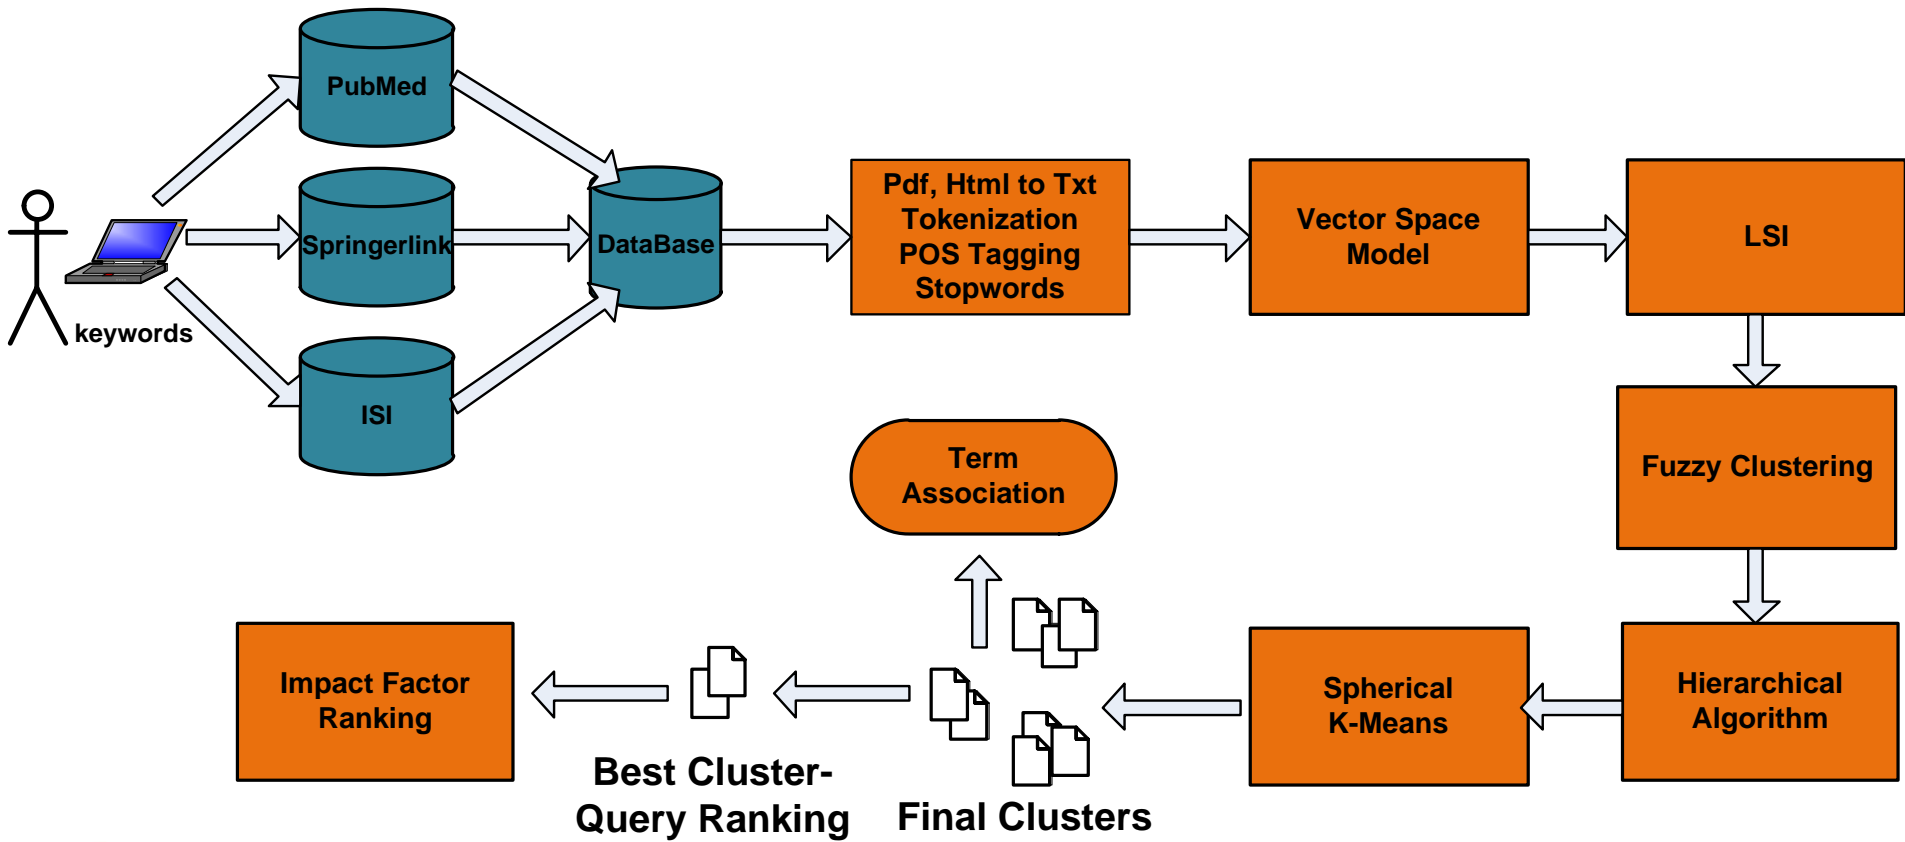 PubMed
Springerlink
ISI
keywords
DataBase
Pdf, Html to Txt
Tokenization
POS Tagging
Stopwords
Vector Space
Model
LSI
Fuzzy Clustering
Hierarchical
Algorithm
Spherical
K-Means
Final Clusters
Term
Association
Best Cluster-
Query Ranking
Impact Factor
Ranking